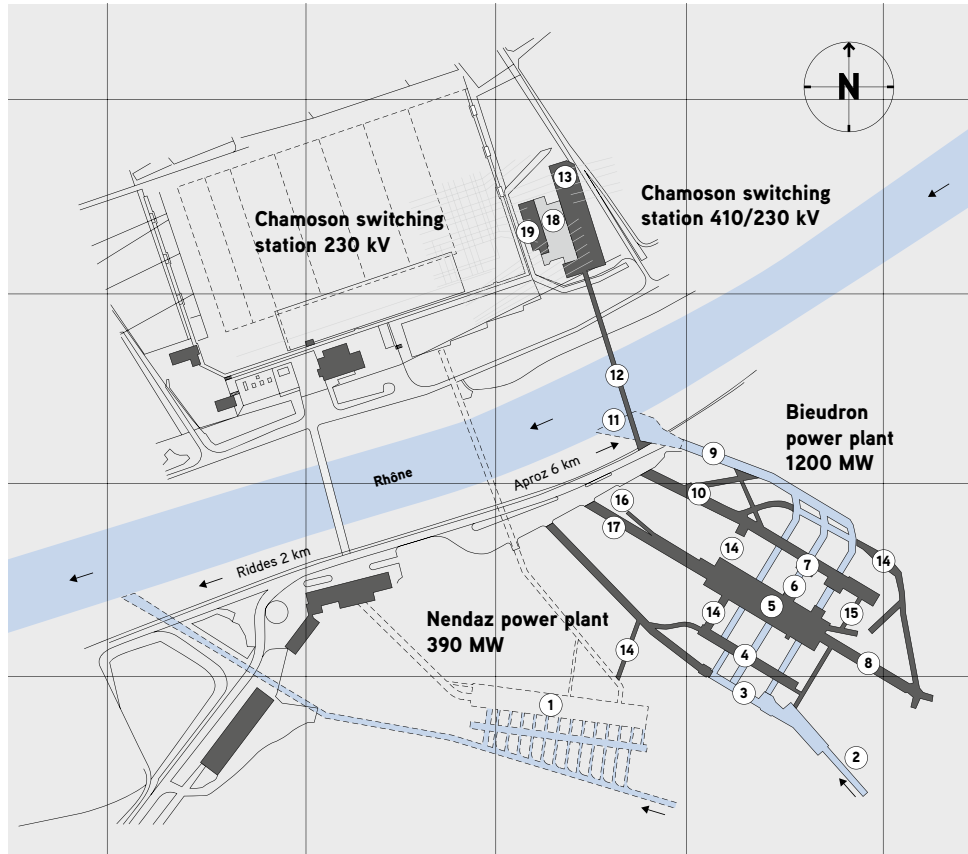 N
13
Chamoson switching
station 410/230 kV
Chamoson switching
station 230 kV
18
19
12
11
Bieudron
power plant
1200 MW
9
Rhône
Aproz 6 km
10
16
17
14
14
Riddes 2 km
7
6
5
15
14
Nendaz power plant
390 MW
14
4
8
3
1
2